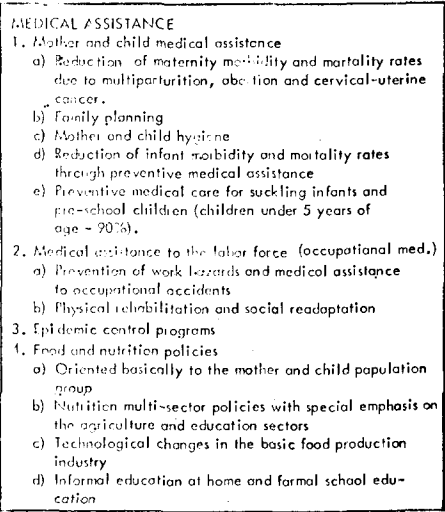 MEDICAL ASSISTANCE
1. Mother and child medical assistance
a) Reduction of maternity morbidity and mortality rates
due to multiparturition, abortion and cervical-uterine
cancer.
b) Family planning
c) Mother and child hygiene
d) Reduction of infant morbidity and mortality rates
through preventive medical assistance
e) Preventive medical care for suckling infants and
pre-school children (children under 5 years of
age - 90%).
2. Medical assistance to the labor force (occupational med.)
a) Prevention of work hazards and medical assistance
to occupational accidents
b) Physical rehabilitation and social readaptation
3. Epidemic control programs
4. Food and nutrition policies
a) Oriented basically to the mother and child population
group
b) Nutrition multi-sector policies with special emphasis on
the agriculture and education sectors
c) Technological changes in the basic food production
industry
d) Informal education at home and formal school edu-
cation